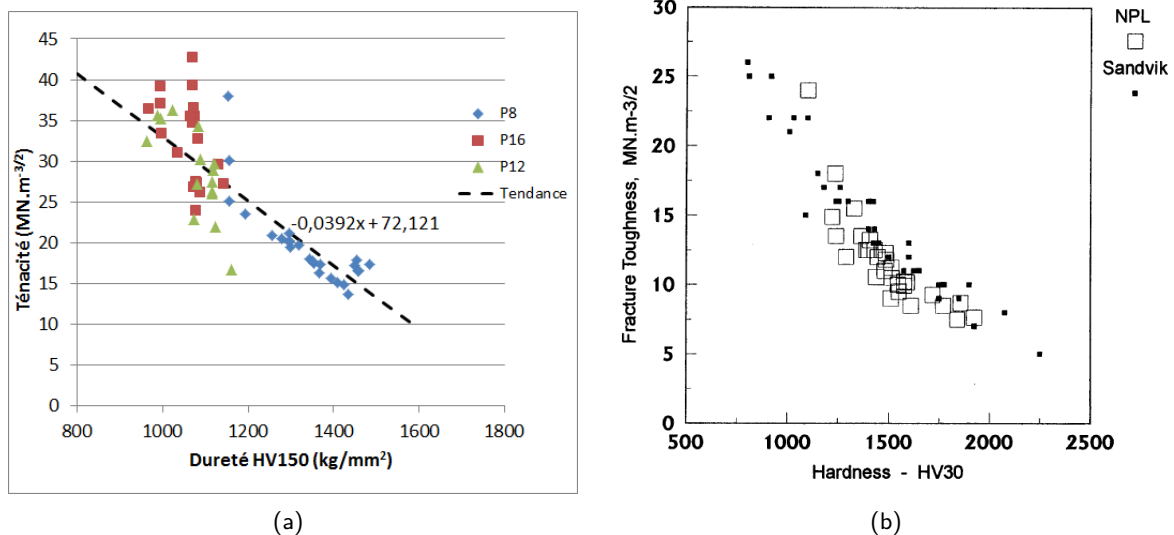 (a)
Ténacité (MN.m-3/2)
45
40
35
30
25
20
15
10
5
0
800
1000
1200
1400
1600
1800
Dureté HV150 (kg/mm²)
P8
P16
P12
Tendance
-0,0392x + 72,121
(a)
b)
Fracture Toughness, MN.m-3/2
30
25
20
15
10
5
0
500
1000
1500
2000
2500
Hardness - HV30
NPL
Sandvik
(b)